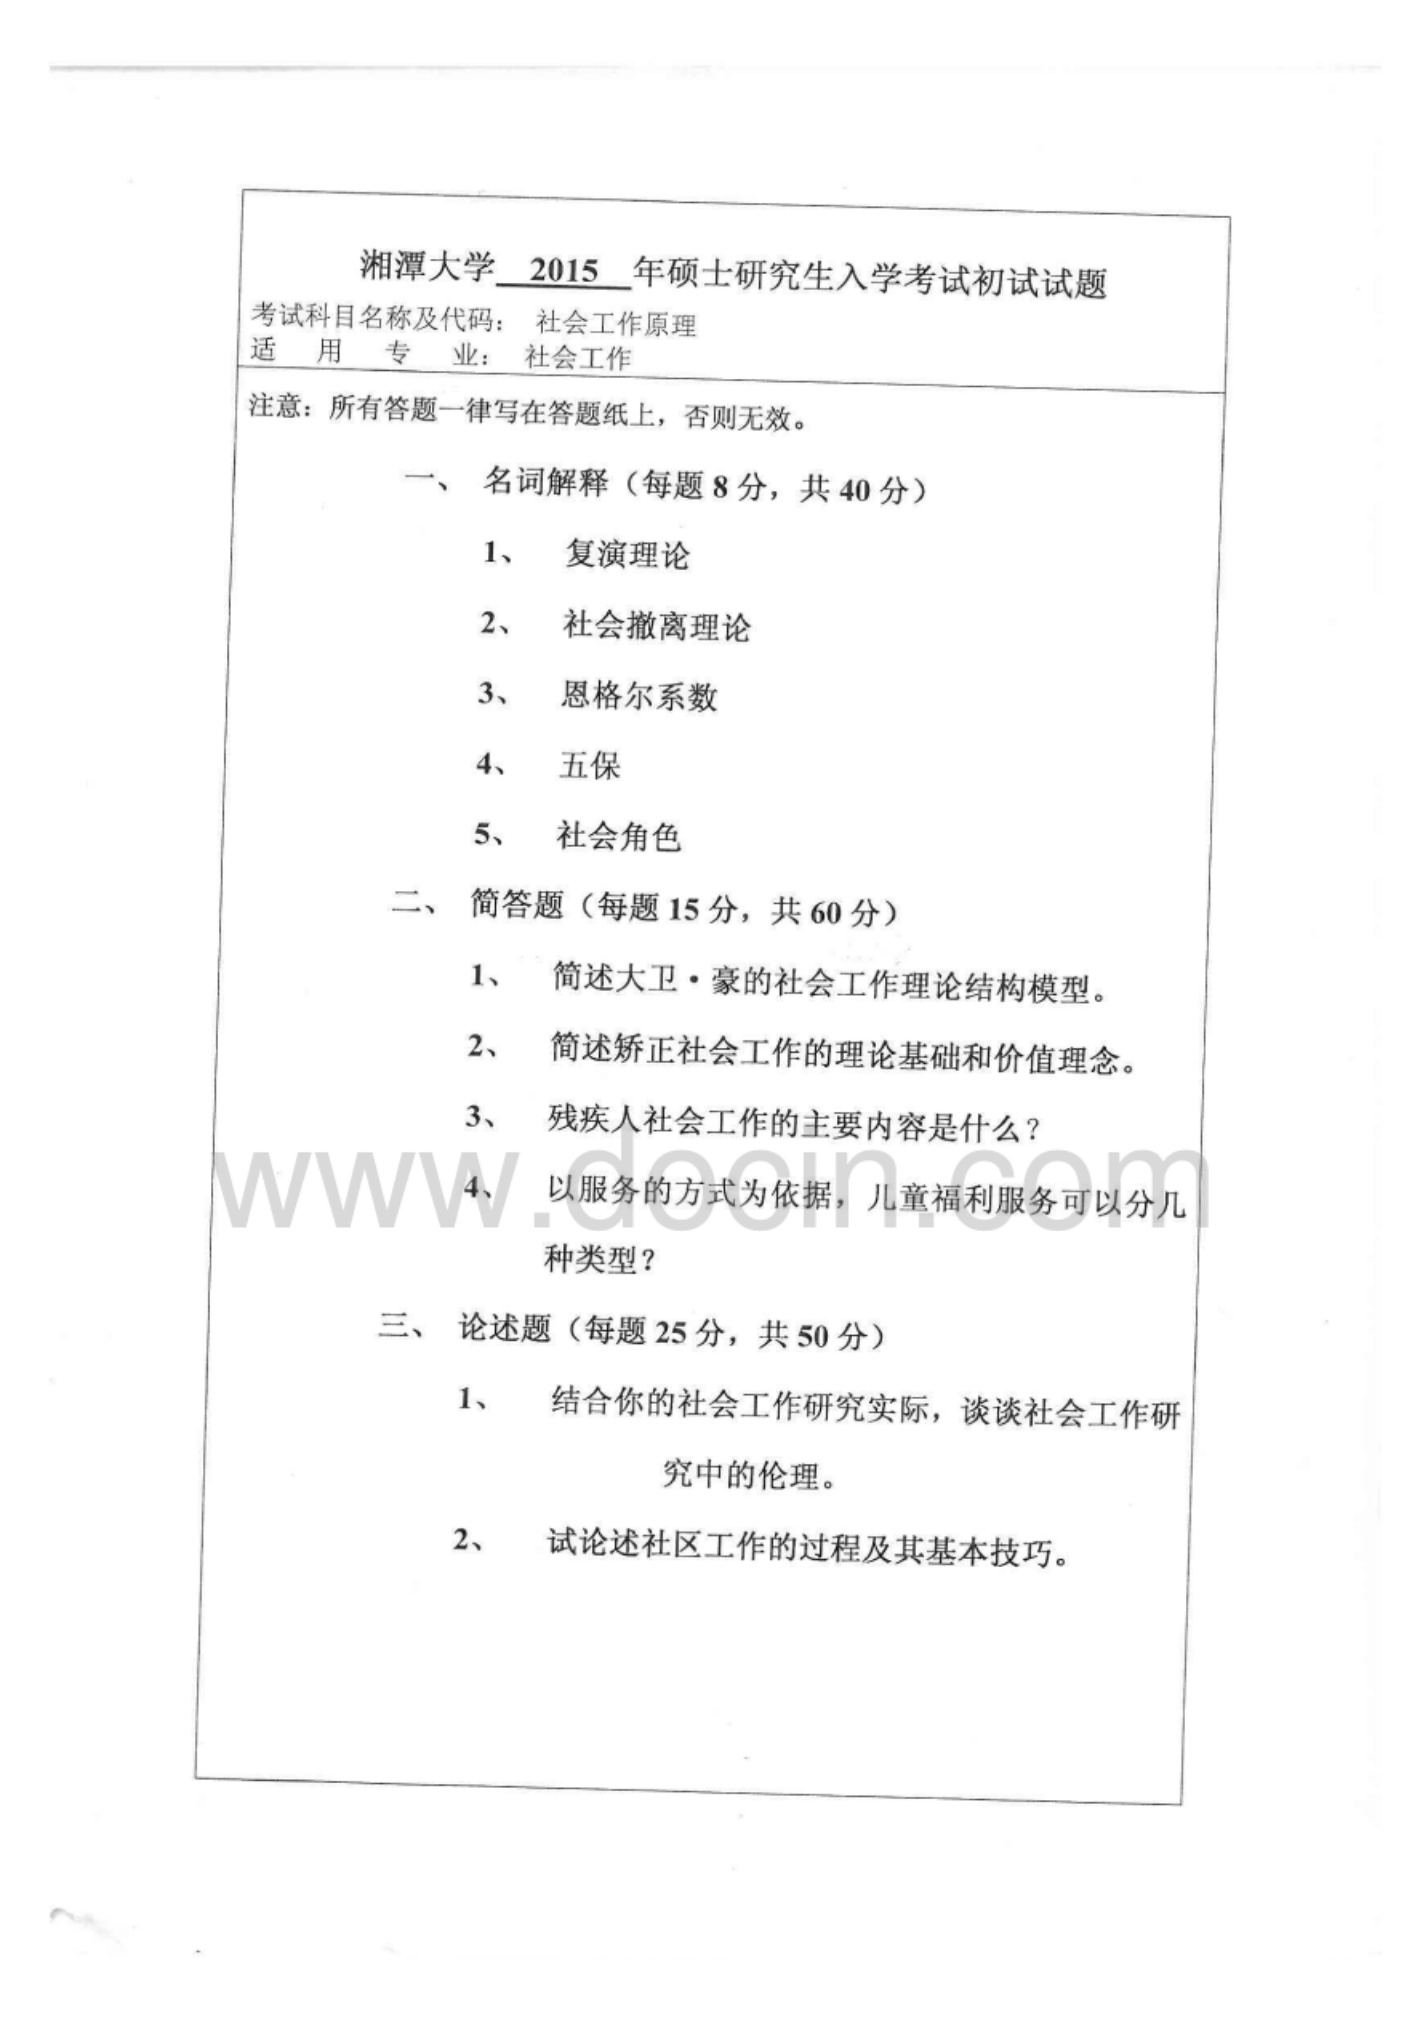 湘潭大学 2015 年硕士研究生入学考试初试试题
考试科目名称及代码： 社会工作原理
适 用 专 业： 社会工作
注意：所有答题一律写在答题纸上，否则无效。
一、 名词解释（每题 8 分，共 40 分）
1、 复演理论
2、 社会撤离理论
3、 恩格尔系数
4、 五保
5、 社会角色
二、 简答题（每题 15 分，共 60 分）
1、 简述大卫·豪的社会工作理论结构模型。
2、 简述矫正社会工作的理论基础和价值理念。
3、 残疾人社会工作的主要内容是什么？
www.docin.com
4、 以服务的方式为依据，儿童福利服务可以分几
种类型？
三、 论述题（每题 25 分，共 50 分）
1、 结合你的社会工作研究实际，谈谈社会工作研
究中的伦理。
2、 试论述社区工作的过程及其基本技巧。